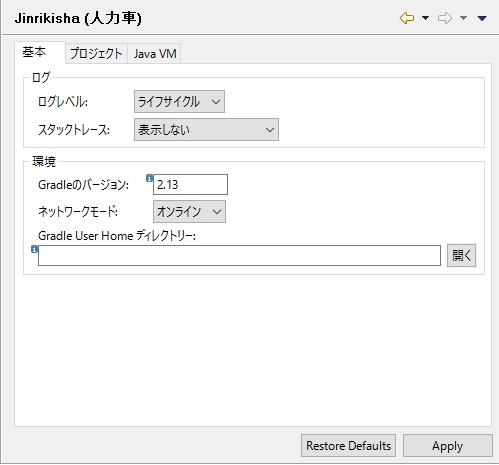 Jinrikisha (人力車)
基本 プロジェクト Java VM
ログ
ログレベル: ライフサイクル
スタックトレース: 表示しない
環境
Gradleのバージョン: 2.13
ネットワークモード: オンライン
Gradle User Home ディレクトリー:
開く
Restore Defaults Apply